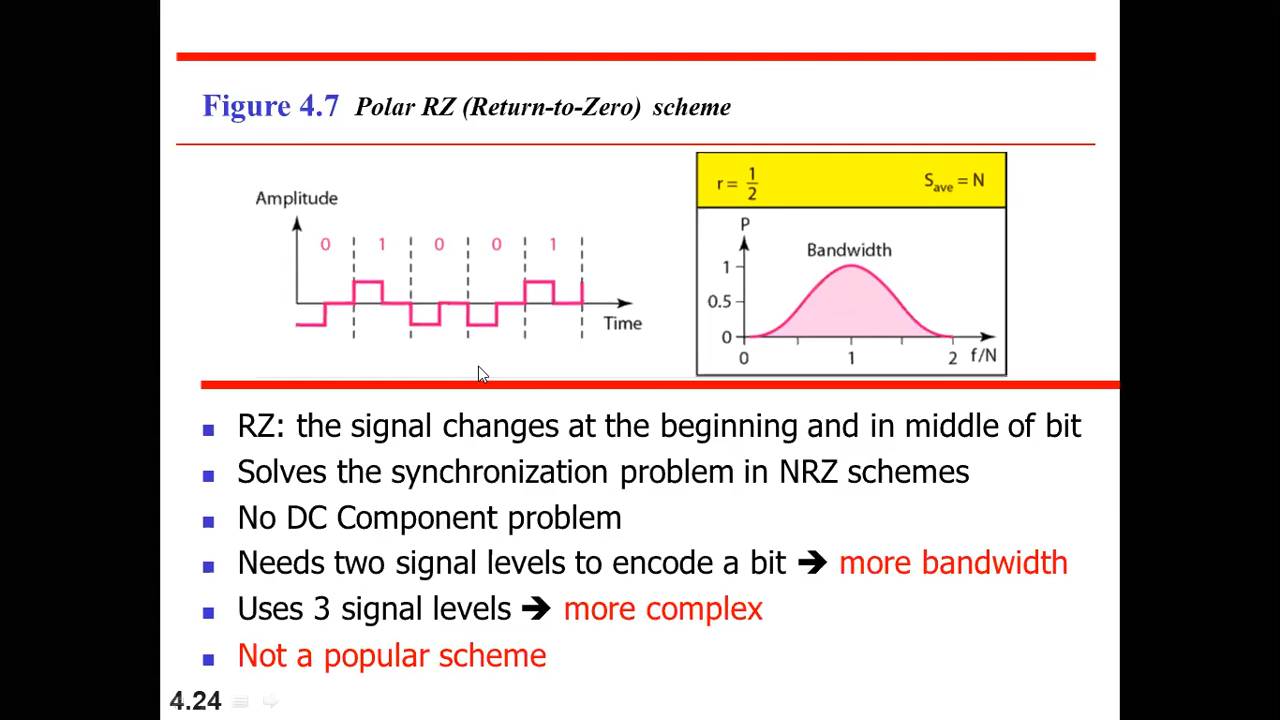 Figure 4.7 Polar RZ (Return-to-Zero) scheme
Amplitude
0 1 0 0 1
Time
r = 1/2
Save = N
P
Bandwidth
1
0.5
0
0 1 2 f/N
RZ: the signal changes at the beginning and in middle of bit
Solves the synchronization problem in NRZ schemes
No DC Component problem
Needs two signal levels to encode a bit ➔ more bandwidth
Uses 3 signal levels ➔ more complex
Not a popular scheme
4.24